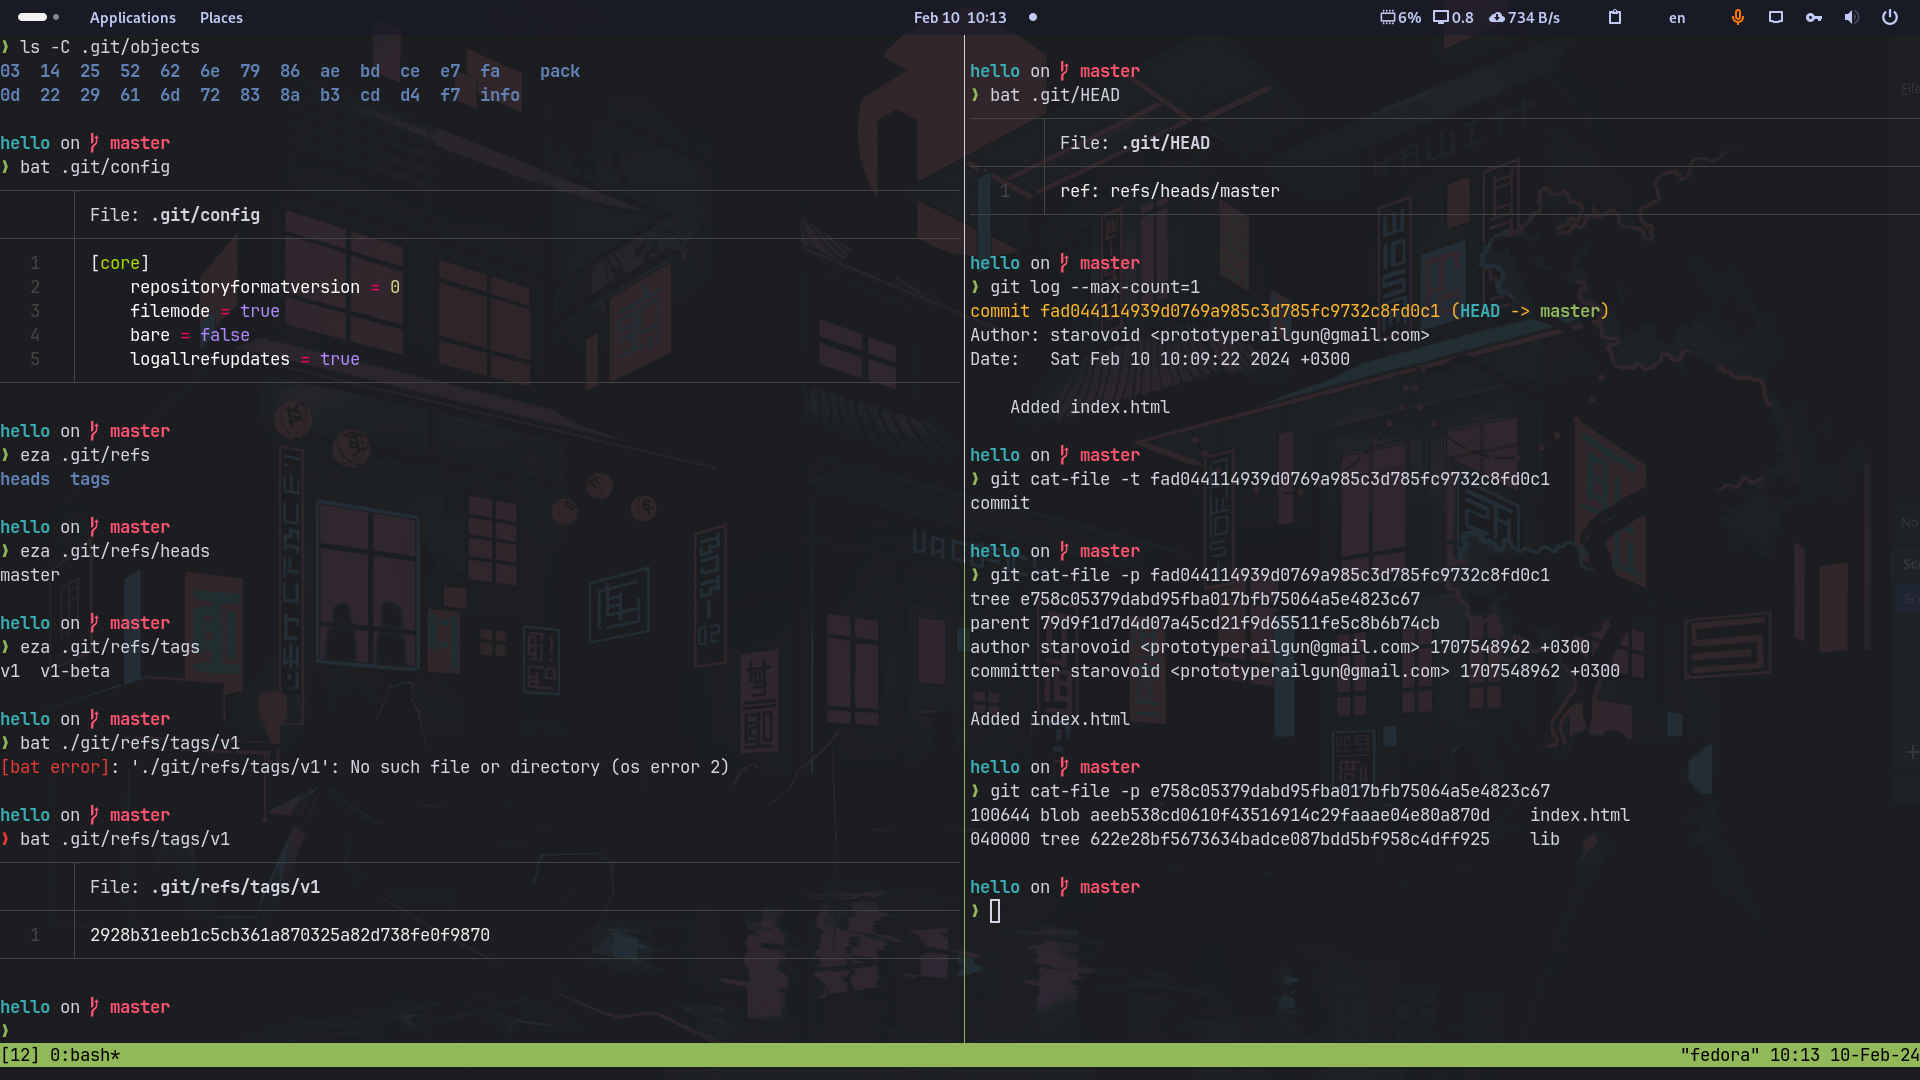 Applications Places Feb 10 10:13 6% 0.8 734 B/s en
❯ ls -C .git/objects
03 14 25 52 62 6e 79 86 ae bd ce e7 fa pack
0d 22 29 61 6d 72 83 8a b3 cd d4 f7 info
hello on master
❯ bat .git/config
File: .git/config
1 [core]
2 repositoryformatversion = 0
3 filemode = true
4 bare = false
5 logallrefupdates = true
hello on master
❯ eza .git/refs
heads tags
hello on master
❯ eza .git/refs/heads
master
hello on master
❯ eza .git/refs/tags
v1 v1-beta
hello on master
❯ bat ./git/refs/tags/v1
[bat error]: './git/refs/tags/v1': No such file or directory (os error 2)
hello on master
❯ bat .git/refs/tags/v1
File: .git/refs/tags/v1
1 2928b31eeb1c5cb361a870325a82d738fe0f9870
hello on master
❯
hello on master
❯ bat .git/HEAD
File: .git/HEAD
1 ref: refs/heads/master
hello on master
❯ git log --max-count=1
commit fad044114939d0769a985c3d785fc9732c8fd0c1 (HEAD -> master)
Author: starovoid <prototyperailgun@gmail.com>
Date: Sat Feb 10 10:09:22 2024 +0300
Added index.html
hello on master
❯ git cat-file -t fad044114939d0769a985c3d785fc9732c8fd0c1
commit
hello on master
❯ git cat-file -p fad044114939d0769a985c3d785fc9732c8fd0c1
tree e758c05379dabd95fba017bfb75064a5e4823c67
parent 79d9f1d7d4d07a45cd21f9d65511fe5c8b6b74cb
author starovoid <prototyperailgun@gmail.com> 1707548962 +0300
committer starovoid <prototyperailgun@gmail.com> 1707548962 +0300
Added index.html
hello on master
❯ git cat-file -p e758c05379dabd95fba017bfb75064a5e4823c67
100644 blob aeeb538cd0610f43516914c29faaae04e80a870d index.html
040000 tree 622e28bf5673634badce087bdd5bf958c4dff925 lib
hello on master
❯
[12] 0:bash* "fedora" 10:13 10-Feb-24